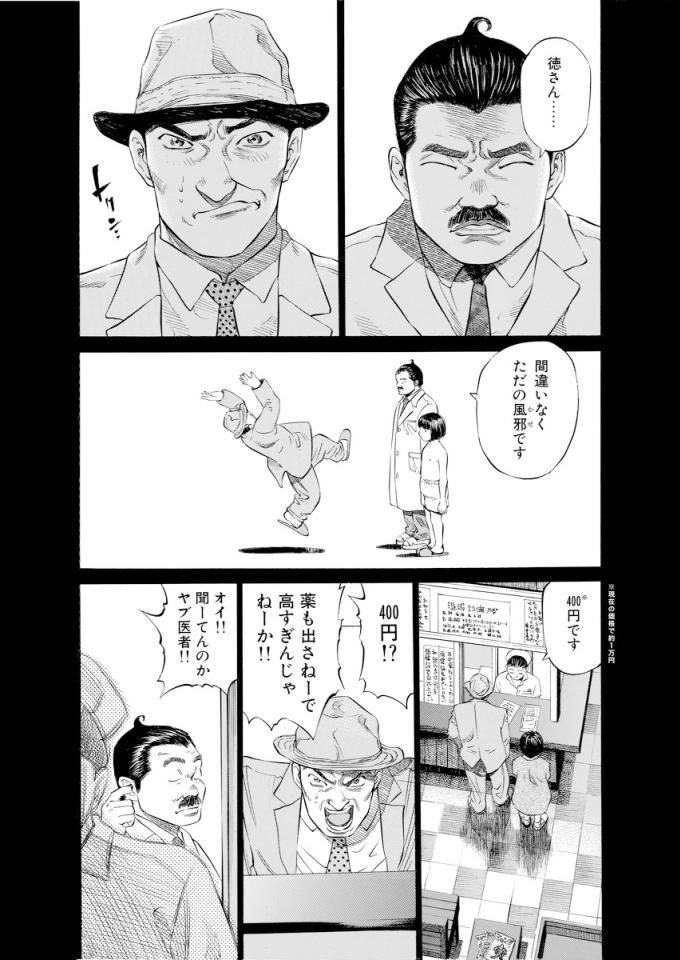 徳さん……
ドクン…
間違いなく
ただの風邪です
かぜ
※
400円です
※現在の価格で約1万円
400円!?
薬も出さねーで
高すぎんじゃ
ねーか!!
オイ!!
聞ーてんのか
ヤブ医者!!